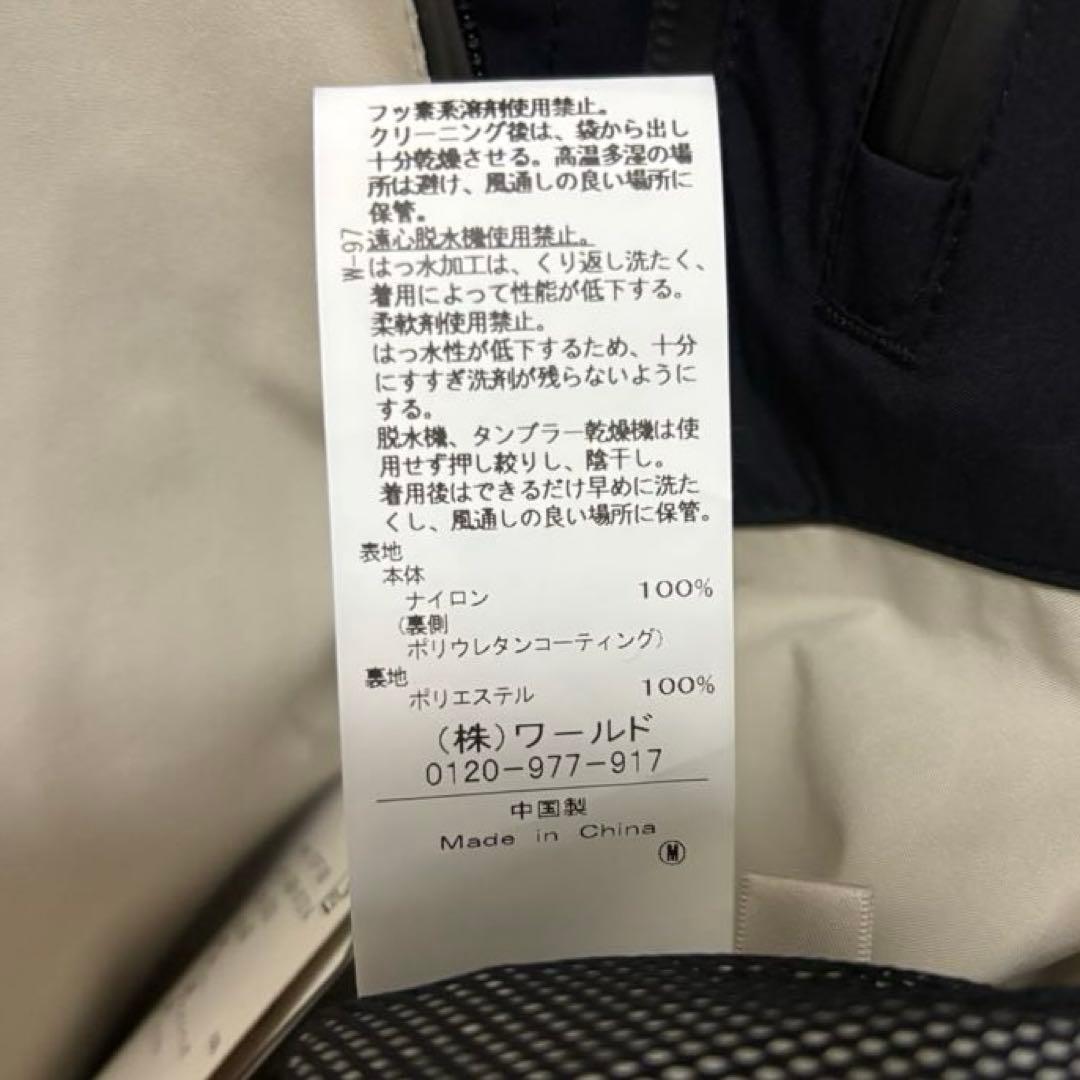 フッ素系溶剤使用禁止。
クリーニング後は、袋から出し
十分乾燥させる。高温多湿の場
所は避け、風通しの良い場所に
保管。
W-97
遠心脱水機使用禁止。
はっ水加工は、くり返し洗たく、
着用によって性能が低下する。
柔軟剤使用禁止。
はっ水性が低下するため、十分
にすすぎ洗剤が残らないように
する。
脱水機、タンブラー乾燥機は使
用せず押し絞りし、陰干し。
着用後はできるだけ早めに洗た
くし、風通しの良い場所に保管。
表地
本体
ナイロン 100%
(裏側
ポリウレタンコーティング)
裏地
ポリエステル 100%
(株)ワールド
0120-977-917
中国製
Made in China
Ⓜ